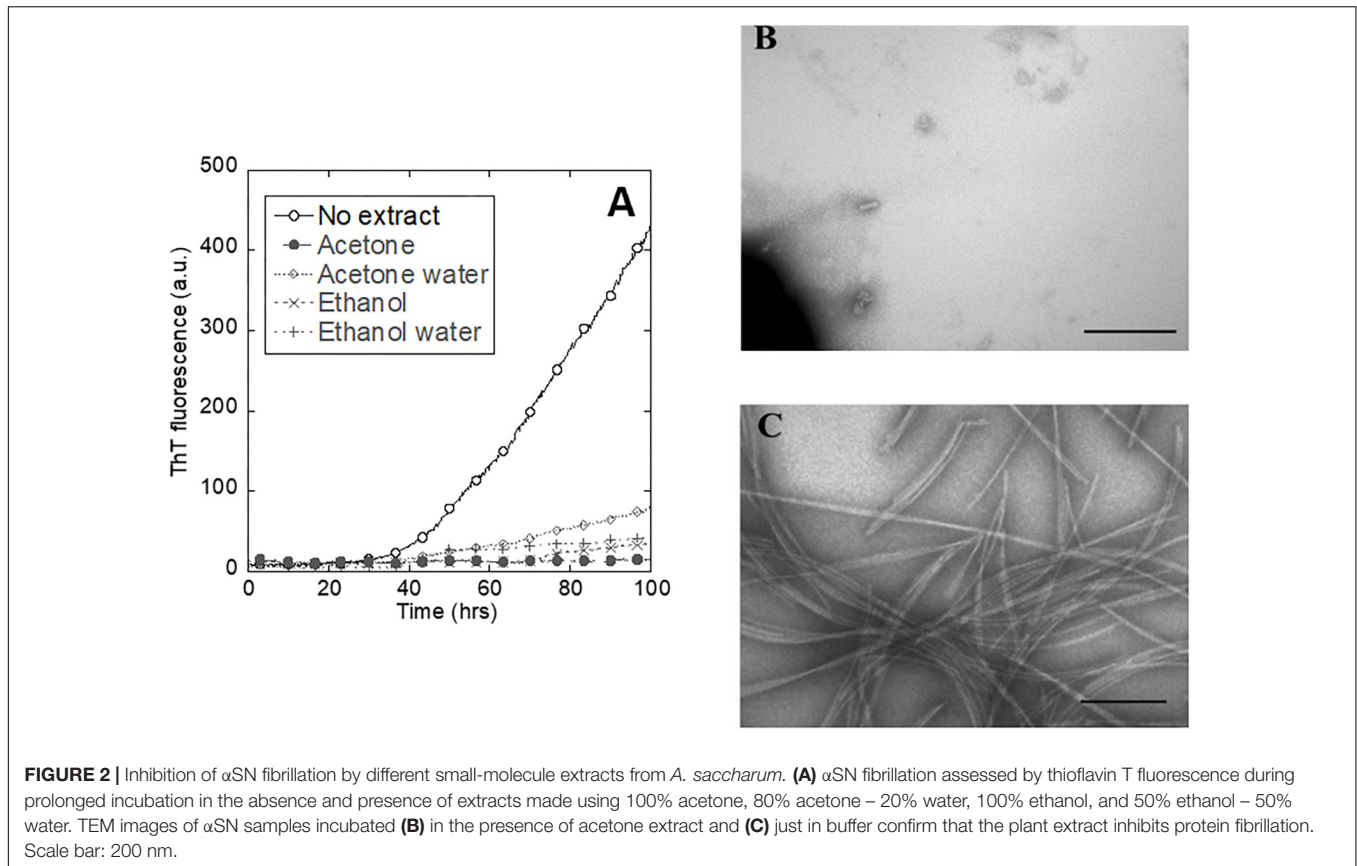 A
500
400
300
200
100
0
ThT fluorescence (a.u.)
No extract
Acetone
Acetone water
Ethanol
Ethanol water
0 20 40 60 80 100
Time (hrs)
B
C
FIGURE 2 | Inhibition of αSN fibrillation by different small-molecule extracts from A. saccharum. (A) αSN fibrillation assessed by thioflavin T fluorescence during
prolonged incubation in the absence and presence of extracts made using 100% acetone, 80% acetone – 20% water, 100% ethanol, and 50% ethanol – 50%
water. TEM images of αSN samples incubated (B) in the presence of acetone extract and (C) just in buffer confirm that the plant extract inhibits protein fibrillation.
Scale bar: 200 nm.